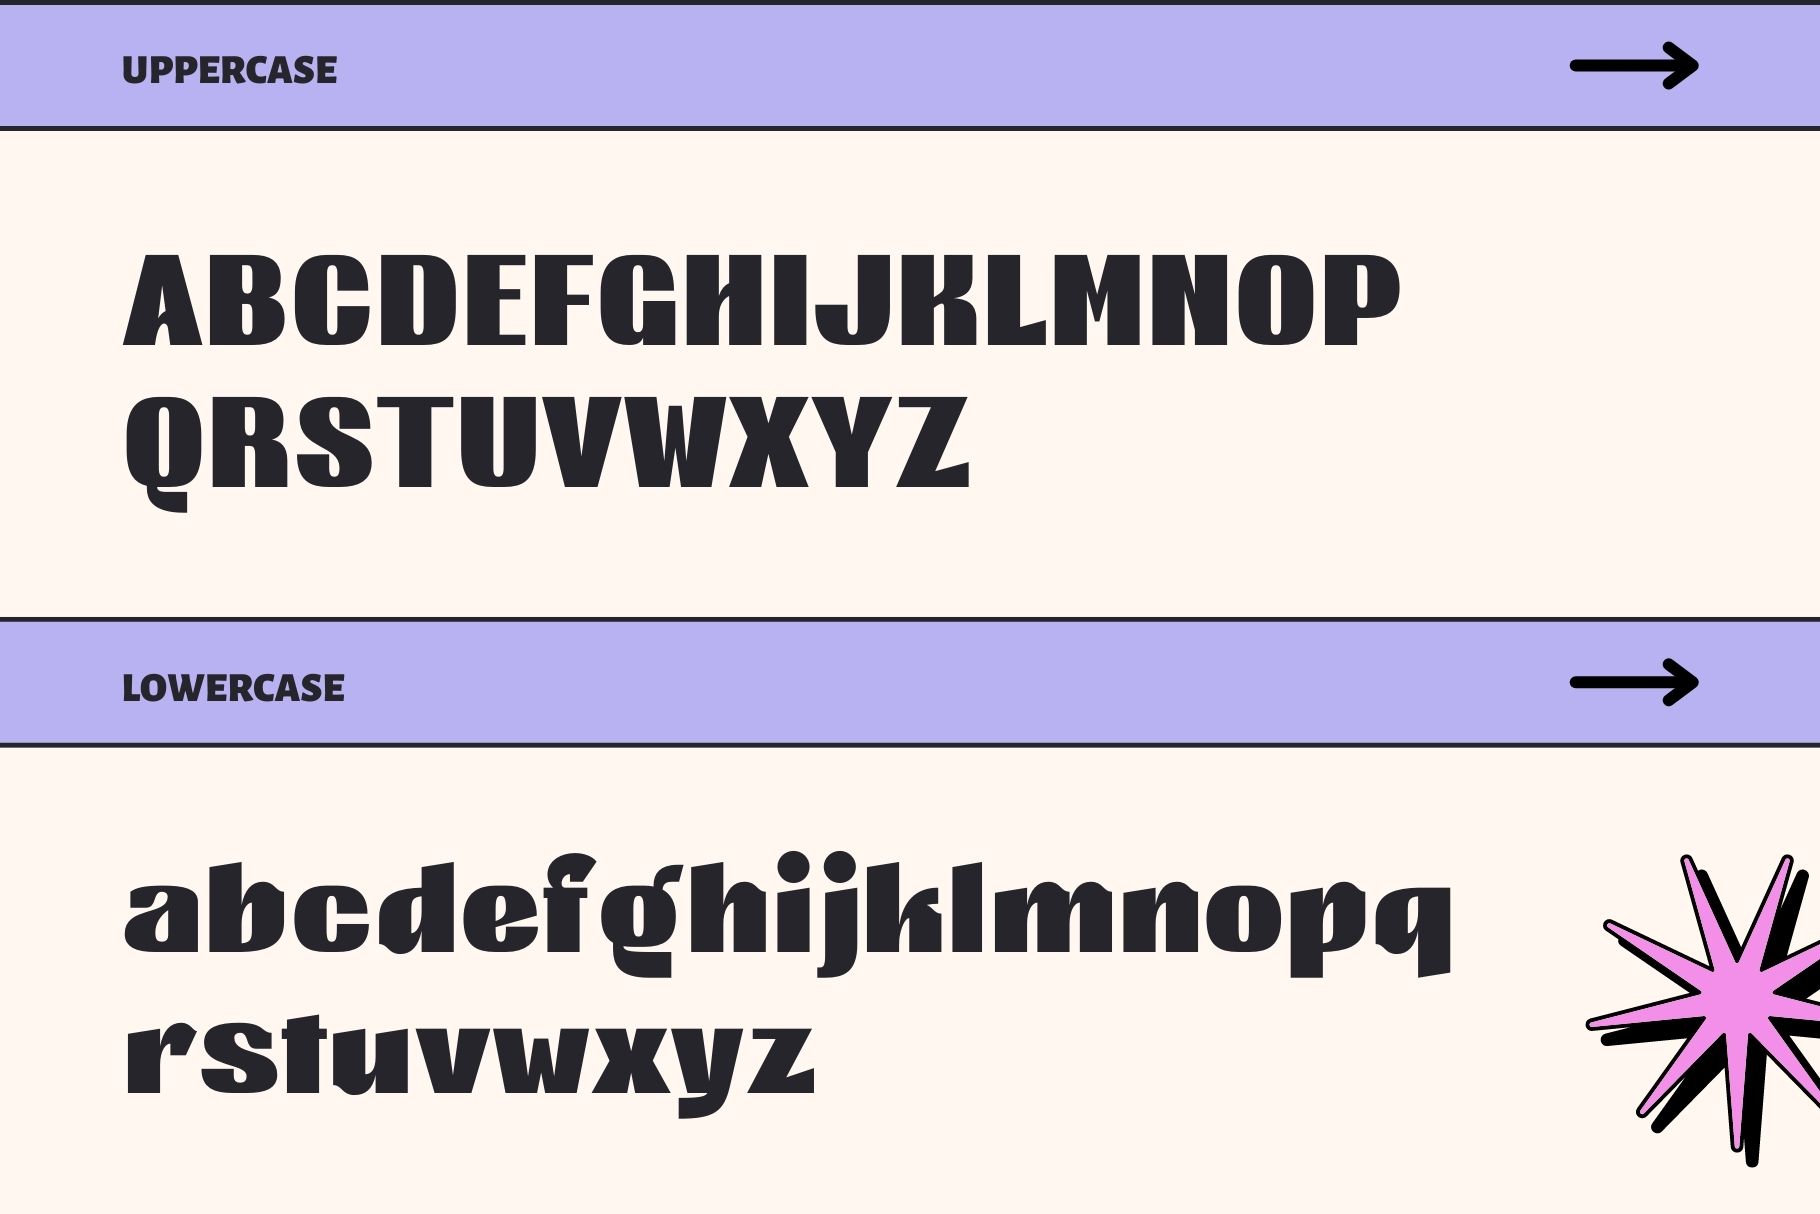 UPPERCASE
ABCDEFGHIJKLMNOP
QRSTUVWXYZ
LOWERCASE
abcdefghijklmnopq
rstuvwxyz